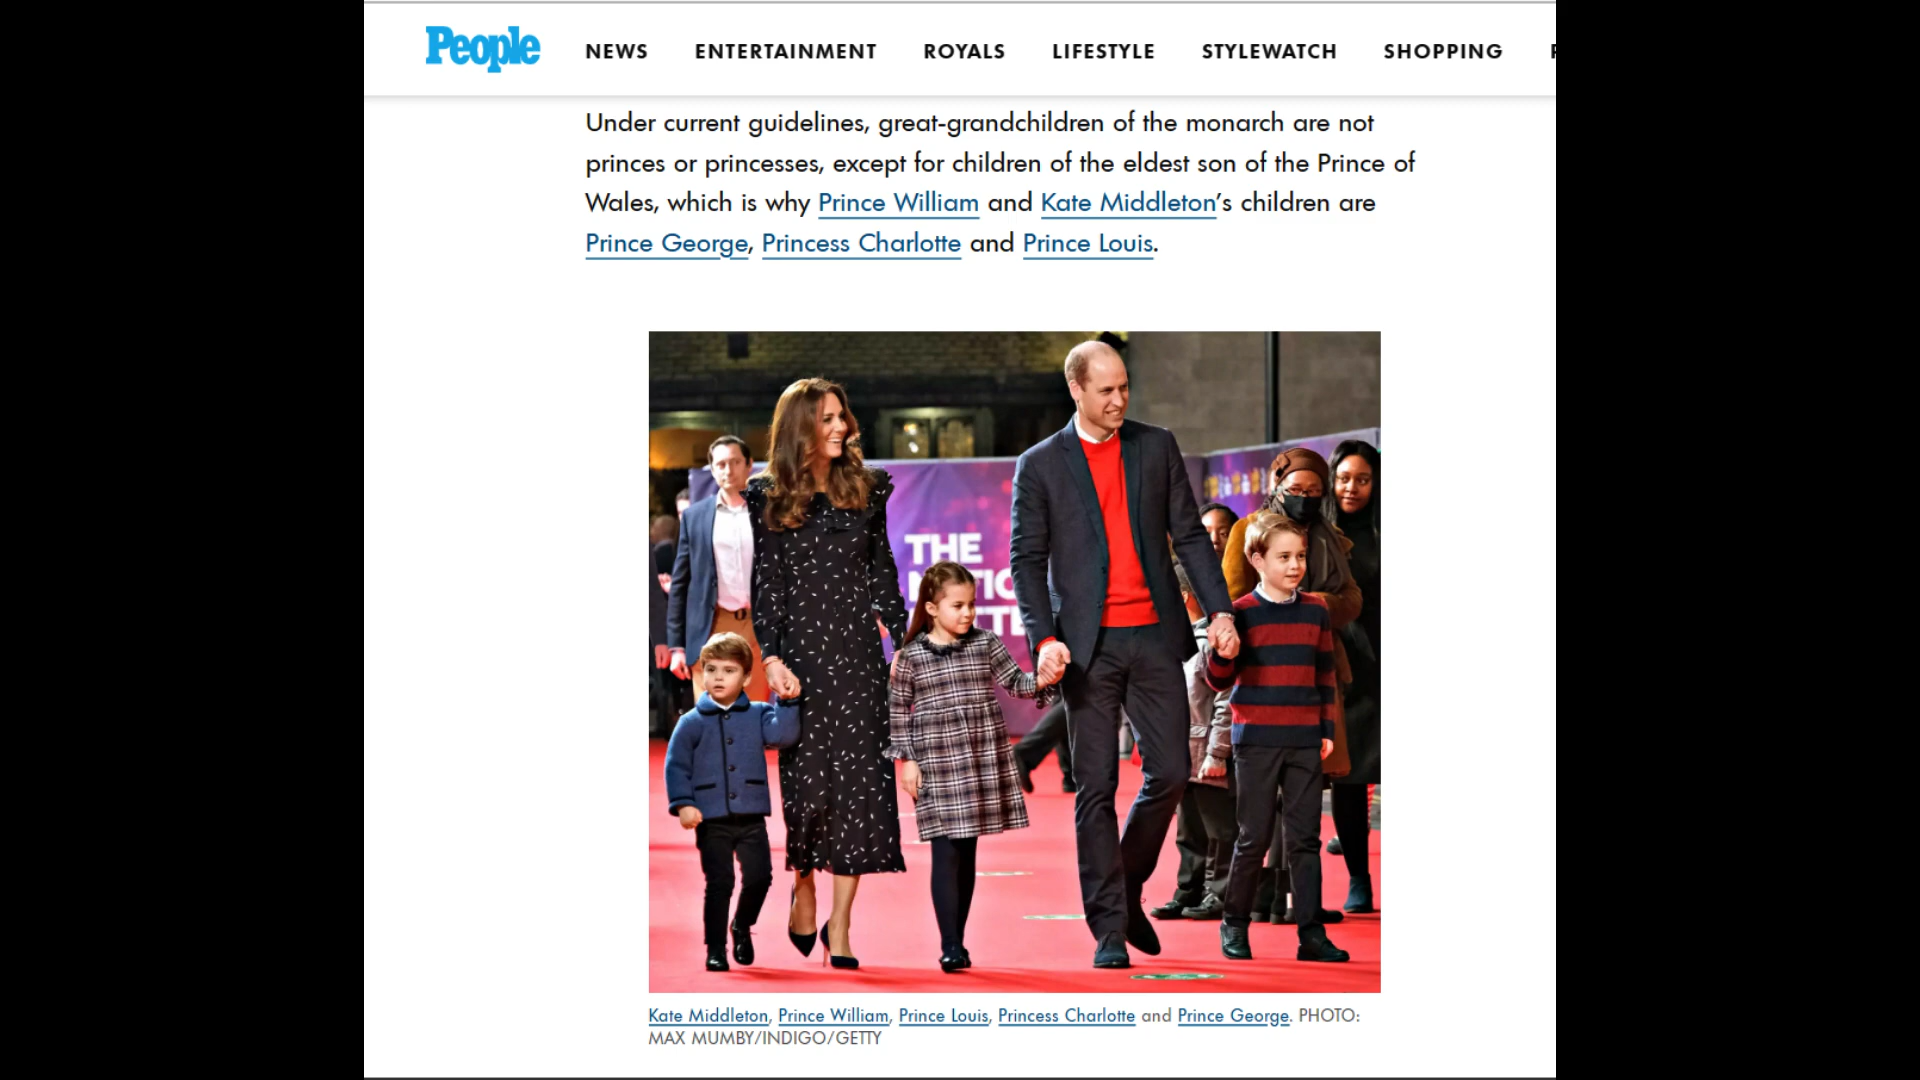 People
NEWS ENTERTAINMENT ROYALS LIFESTYLE STYLEWATCH SHOPPING
Under current guidelines, great-grandchildren of the monarch are not
princes or princesses, except for children of the eldest son of the Prince of
Wales, which is why Prince William and Kate Middleton’s children are
Prince George, Princess Charlotte and Prince Louis.
THE
Kate Middleton, Prince William, Prince Louis, Princess Charlotte and Prince George. PHOTO:
MAX MUMBY/INDIGO/GETTY